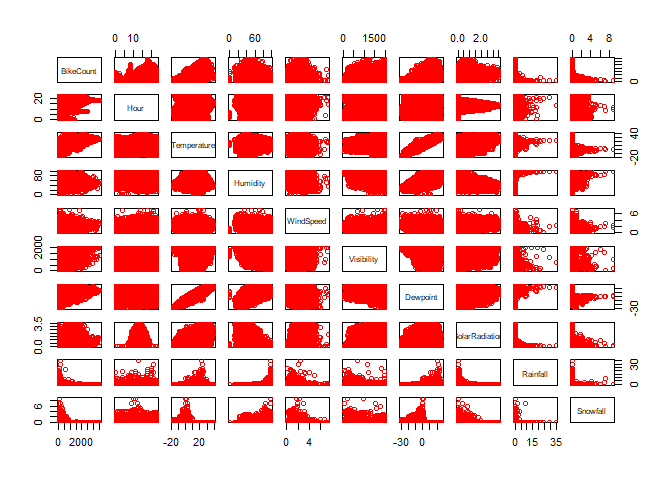 0 10 0 60 0 1500 0.0 2.0 0 4 8
BikeCount 0
0 20 Hour
Temperature -20 40
0 80 Humidity
WindSpeed 0 6
0 2000 Visibility
Dewpoint -30
0.0 3.5 SolarRadiation
Rainfall 0 30
0 6 Snowfall
0 2000 -20 20 0 4 -30 0 0 15 35